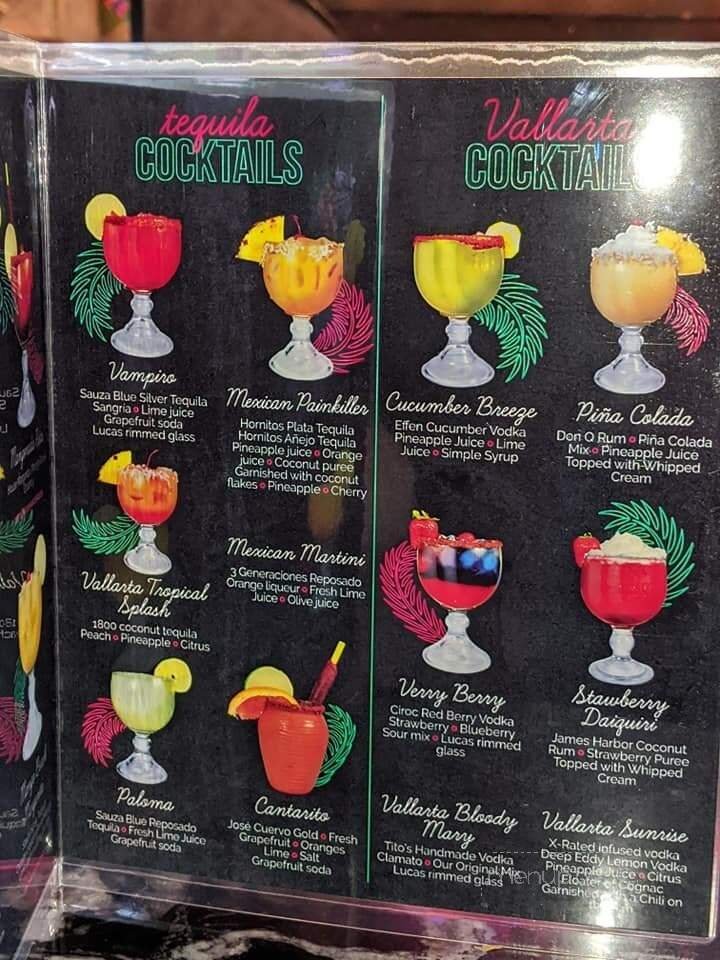 tequila
COCKTAILS
Vampiro
Sauza Blue Silver Tequila
Sangria • Lime juice
Grapefruit soda
Lucas rimmed glass
Mexican Painkiller
Hornitos Plata Tequila
Hornitos Añejo Tequila
Pineapple juice • Orange
juice • Coconut puree
Garnished with coconut
flakes • Pineapple • Cherry
Vallarta Tropical
Splash
1800 coconut tequila
Peach • Pineapple • Citrus
Mexican Martini
3 Generaciones Reposado
Orange liqueur • Fresh Lime
Juice • Olive juice
Paloma
Sauza Blue Reposado
Tequila • Fresh Lime Juice
Grapefruit soda
Cantarito
José Cuervo Gold • Fresh
Grapefruit • Oranges
Lime • Salt
Grapefruit soda
Vallarta
COCKTAILS
Cucumber Breeze
Effen Cucumber Vodka
Pineapple Juice • Lime
Juice • Simple Syrup
Piña Colada
Don Q Rum • Piña Colada
Mix • Pineapple Juice
Topped with Whipped
Cream
Verry Berry
Ciroc Red Berry Vodka
Strawberry • Blueberry
Sour mix • Lucas rimmed
glass
Stawberry
Daiquiri
James Harbor Coconut
Rum • Strawberry Puree
Topped with Whipped
Cream
Vallarta Bloody
Mary
Tito's Handmade Vodka
Clamato • Our Original Mix
Lucas rimmed glass
Vallarta Sunrise
X-Rated infused vodka
Deep Eddy Lemon Vodka
Pineapple Juice • Citrus
Floater of Cognac
Garnished a Chili on